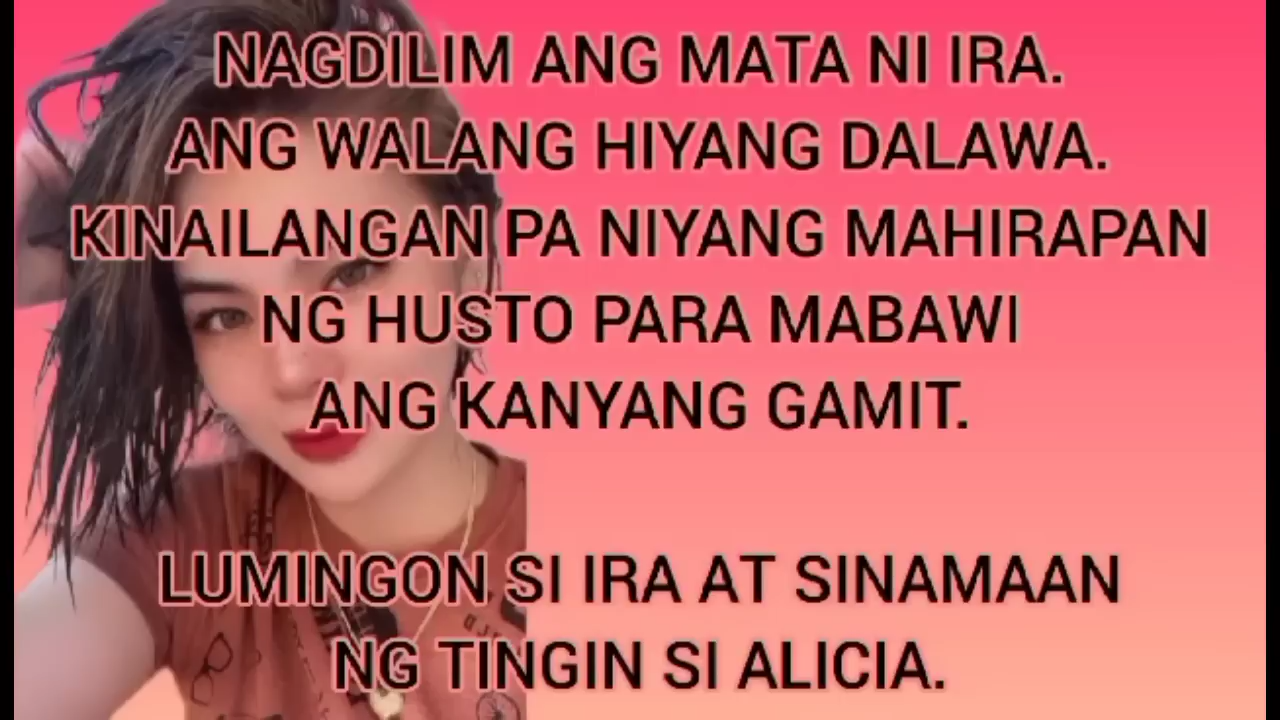 NAGDILIM ANG MATA NI IRA.
ANG WALANG HIYANG DALAWA.
KINAILANGAN PA NIYANG MAHIRAPAN
NG HUSTO PARA MABAWI
ANG KANYANG GAMIT.
LUMINGON SI IRA AT SINAMAAN
NG TINGIN SI ALICIA.